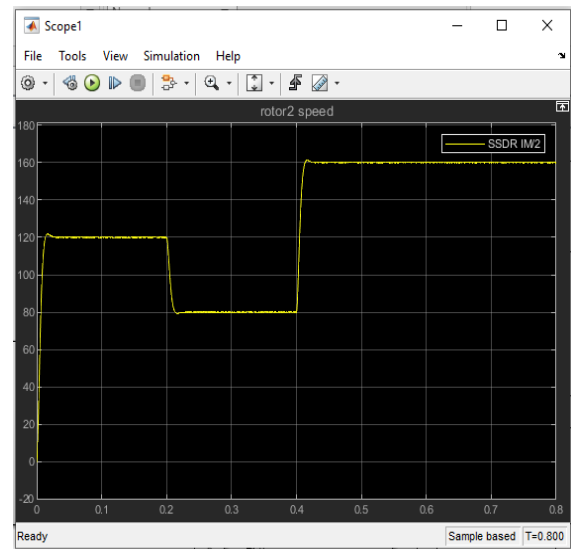 Scope1
File Tools View Simulation Help
rotor2 speed
SSDR IM/2
180
160
140
120
100
80
60
40
20
0
-20
0 0.1 0.2 0.3 0.4 0.5 0.6 0.7 0.8
Ready Sample based T=0.800